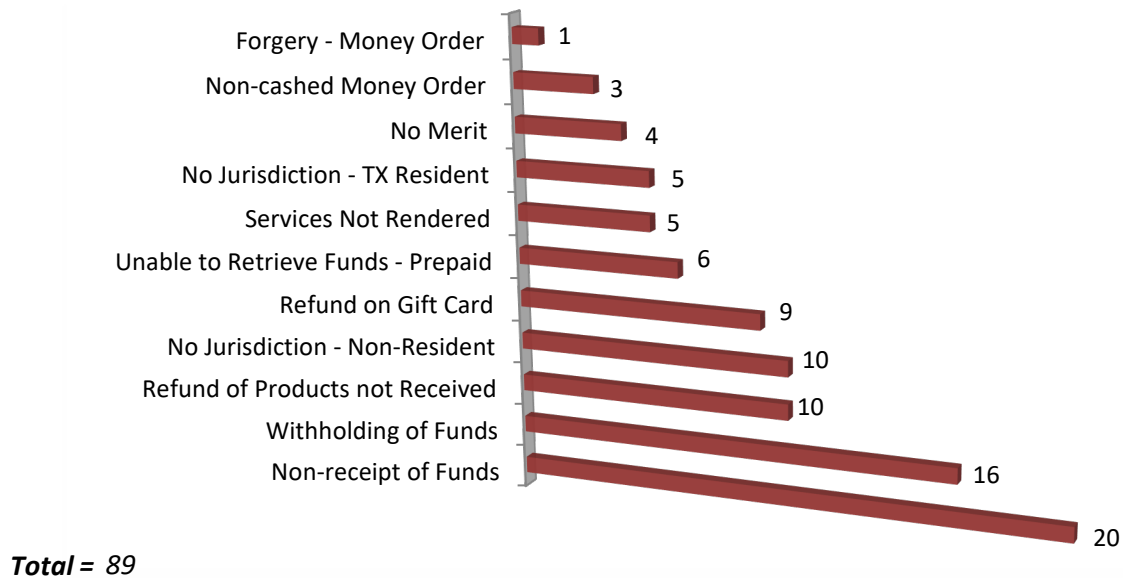 Forgery - Money Order 1
Non-cashed Money Order 3
No Merit 4
No Jurisdiction - TX Resident 5
Services Not Rendered 5
Unable to Retrieve Funds - Prepaid 6
Refund on Gift Card 9
No Jurisdiction - Non-Resident 10
Refund of Products not Received 10
Withholding of Funds 16
Non-receipt of Funds 20
Total = 89